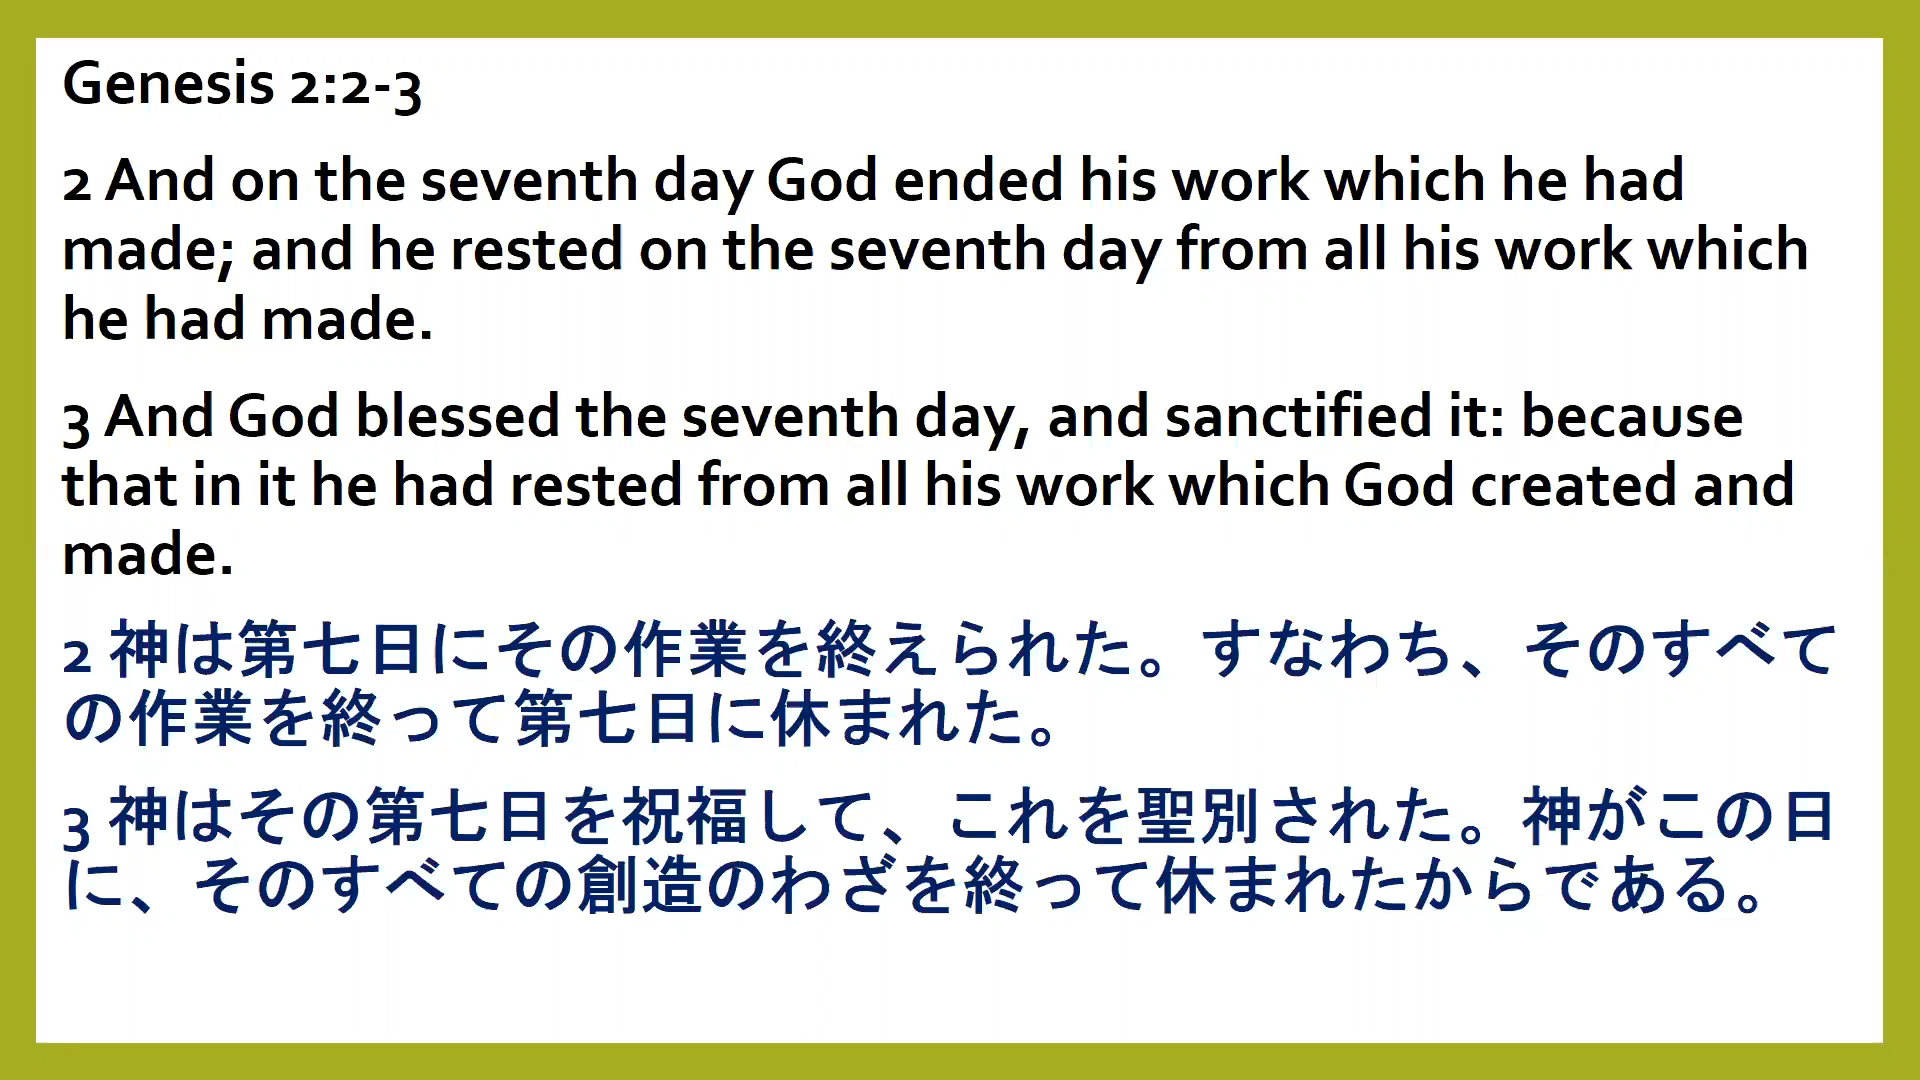 Genesis 2:2-3
2 And on the seventh day God ended his work which he had
made; and he rested on the seventh day from all his work which
he had made.
3 And God blessed the seventh day, and sanctified it: because
that in it he had rested from all his work which God created and
made.
2 神は第七日にその作業を終えられた。すなわち、そのすべて
の作業を終って第七日に休まれた。
3 神はその第七日を祝福して、これを聖別された。神がこの日
に、そのすべての創造のわざを終って休まれたからである。